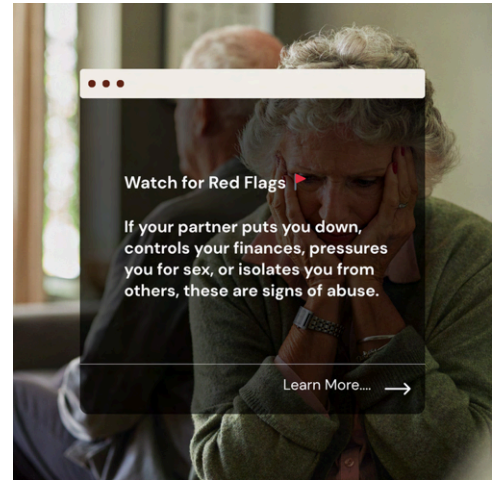 Watch for Red Flags 🚩
If your partner puts you down,
controls your finances, pressures
you for sex, or isolates you from
others, these are signs of abuse.
Learn More....